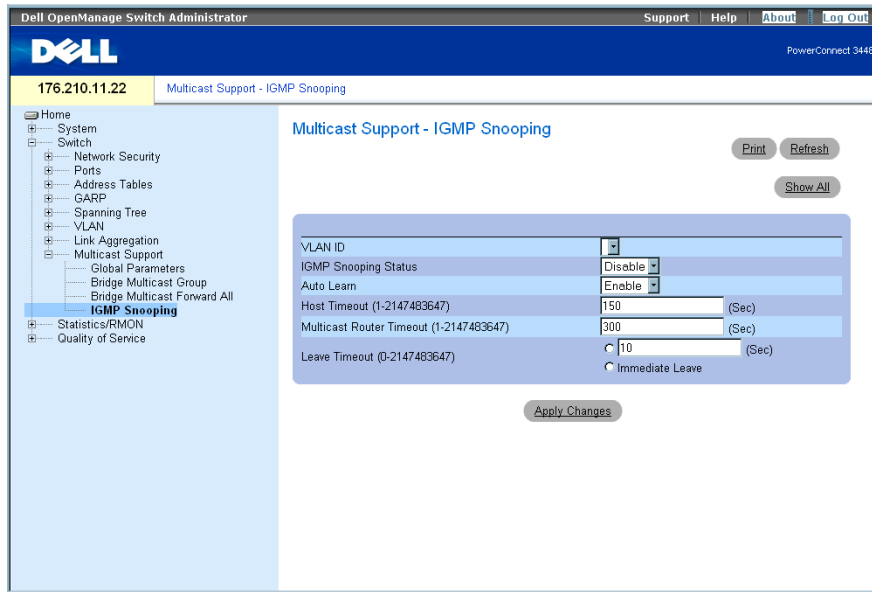 Dell OpenManage Switch Administrator
Support Help About Log Out
DELL
PowerConnect 3448
176.210.11.22
Multicast Support - IGMP Snooping
Home
System
Switch
Network Security
Ports
Address Tables
GARP
Spanning Tree
VLAN
Link Aggregation
Multicast Support
Global Parameters
Bridge Multicast Group
Bridge Multicast Forward All
IGMP Snooping
Statistics/RMON
Quality of Service
Multicast Support - IGMP Snooping
Print Refresh
Show All
VLAN ID
IGMP Snooping Status Disable
Auto Learn Enable
Host Timeout (1-2147483647) 150 (Sec)
Multicast Router Timeout (1-2147483647) 300 (Sec)
Leave Timeout (0-2147483647) 10 (Sec)
Immediate Leave
Apply Changes